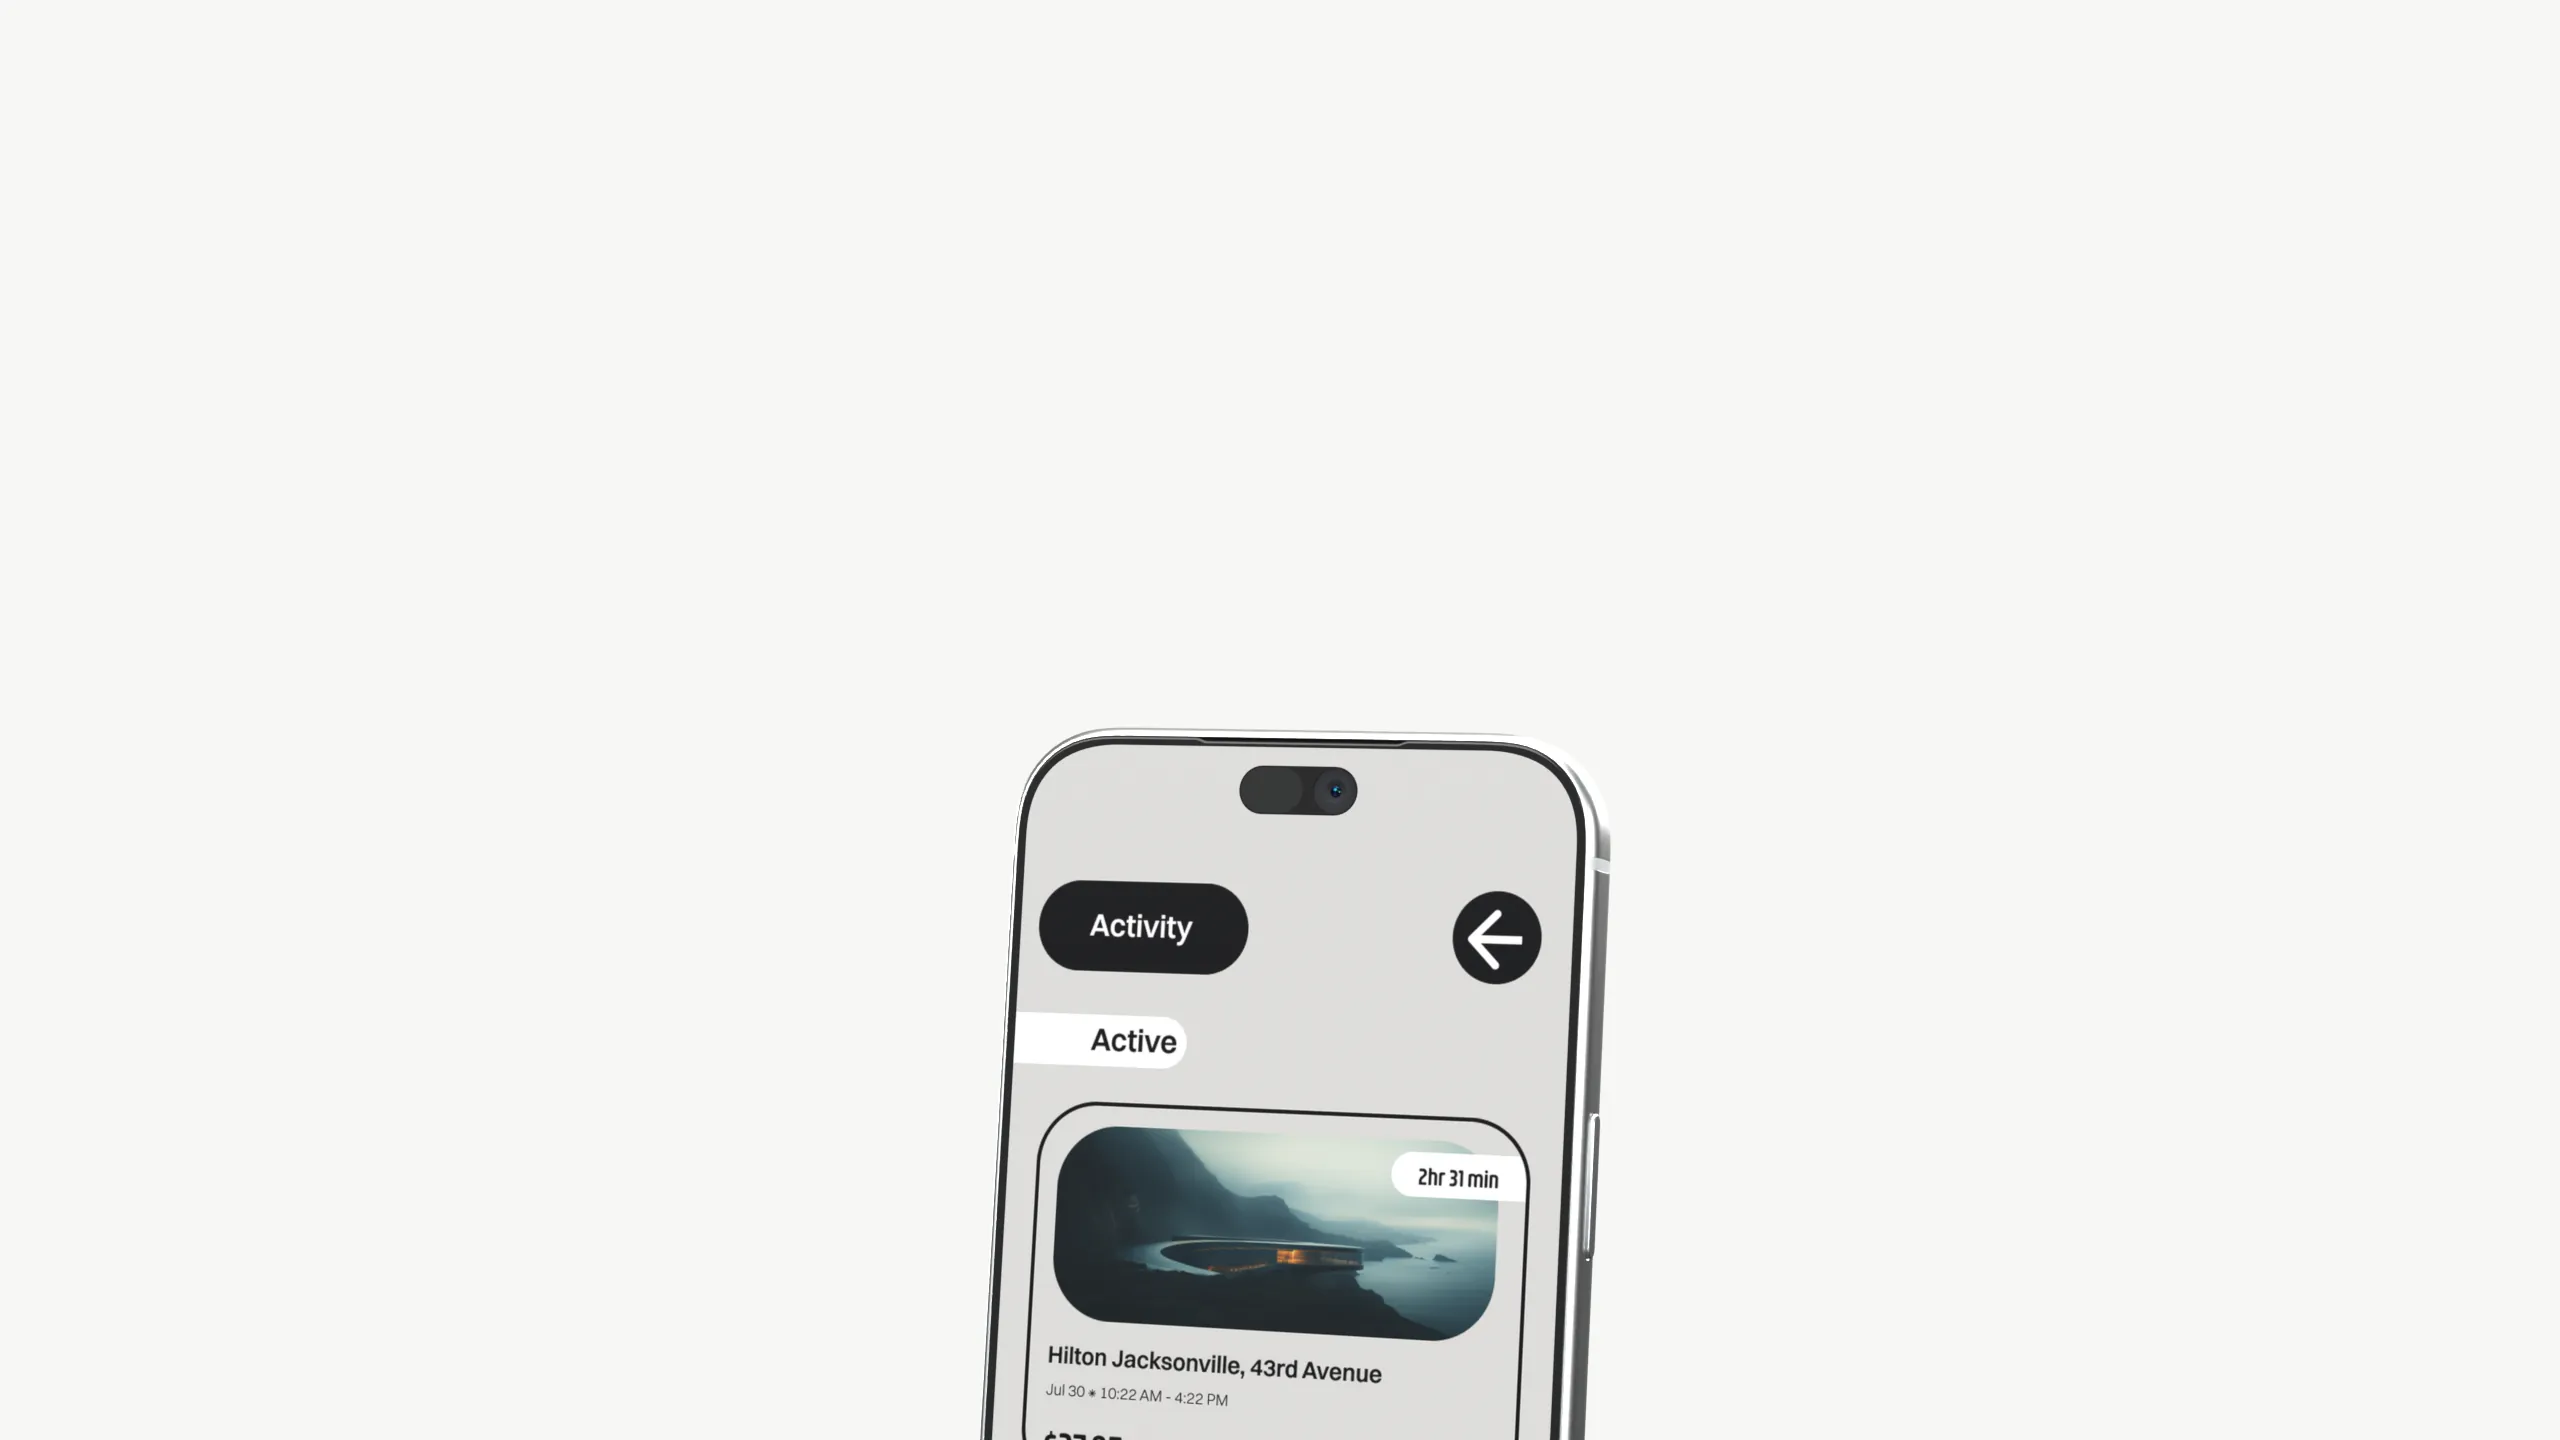 Activity
Active
2hr 31 min
Hilton Jacksonville, 43rd Avenue
Jul 30 • 10:22 AM - 4:22 PM